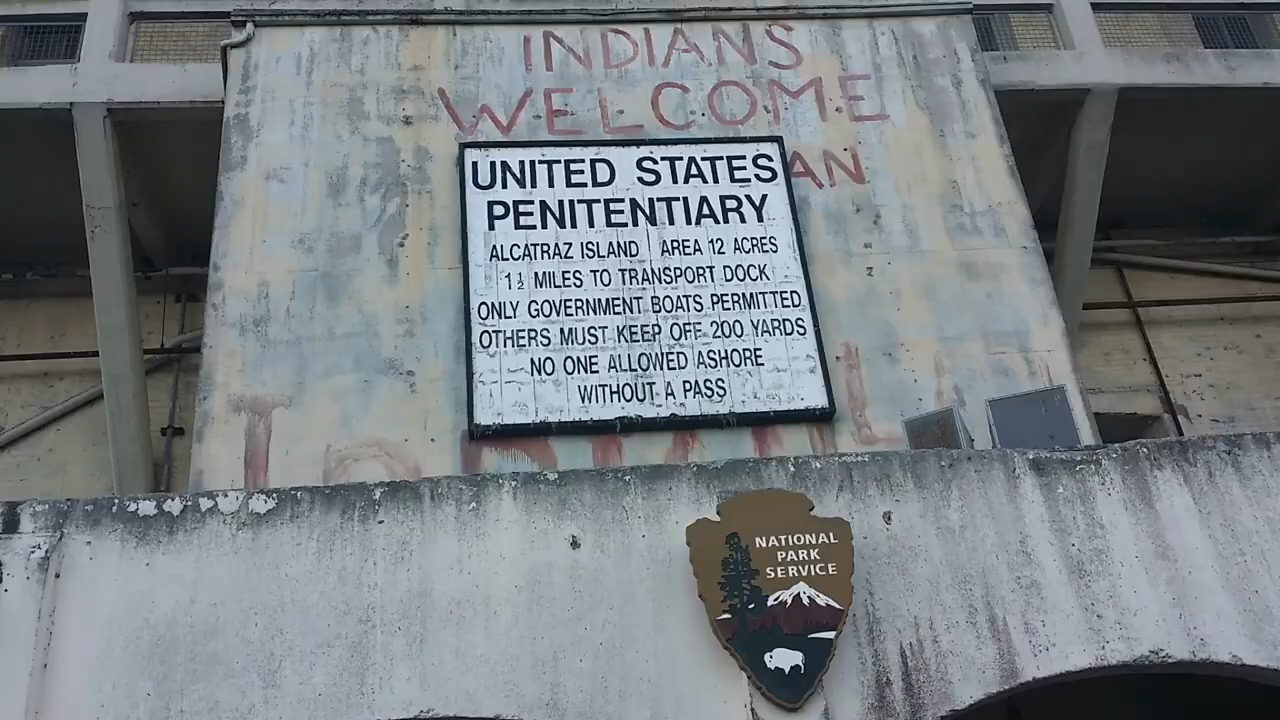 INDIANS
WELCOME
UNITED STATES
PENITENTIARY
ALCATRAZ ISLAND AREA 12 ACRES
1½ MILES TO TRANSPORT DOCK
ONLY GOVERNMENT BOATS PERMITTED
OTHERS MUST KEEP OFF 200 YARDS
NO ONE ALLOWED ASHORE
WITHOUT A PASS
NATIONAL
PARK
SERVICE